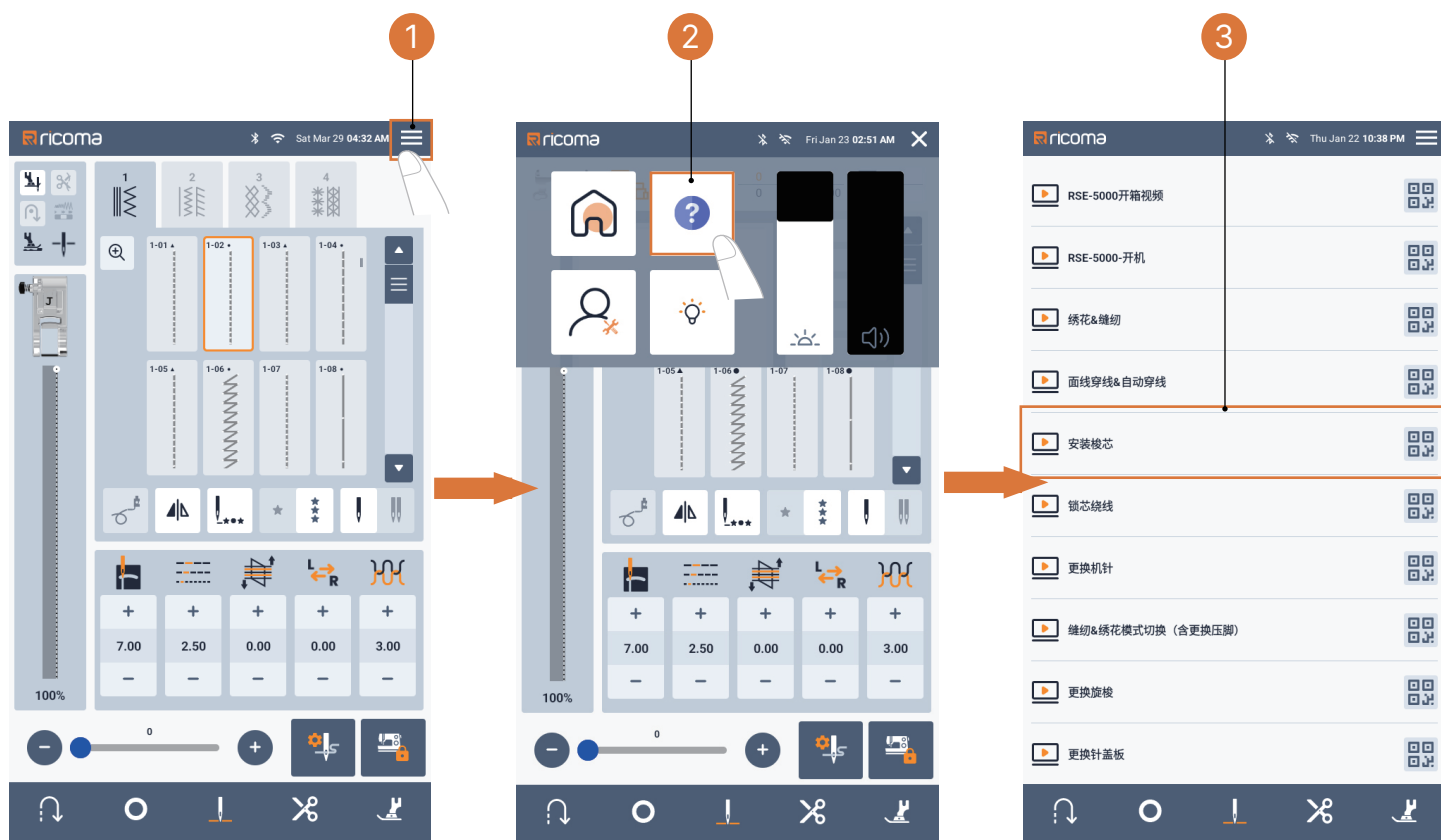 1
2
3
ricoma
Sat Mar 29 04:32 AM
1
2
3
4
1-01
1-02
1-03
1-04
J
1-05
1-06
1-07
1-08
L
R
+
+
+
+
+
7.00
2.50
0.00
0.00
3.00
−
−
−
−
−
100%
0
−
+
ricoma
Fri Jan 23 02:51 AM
?
0
0
1-05
1-06
1-07
1-08
L
R
+
+
+
+
+
7.00
2.50
0.00
0.00
3.00
−
−
−
−
−
100%
0
−
+
ricoma
Thu Jan 22 10:38 PM
RSE-5000开箱视频
RSE-5000-开机
绣花&缝纫
面线穿线&自动穿线
安装梭芯
锁芯绕线
更换机针
缝纫&绣花模式切换（含更换压脚）
更换旋梭
更换针盖板